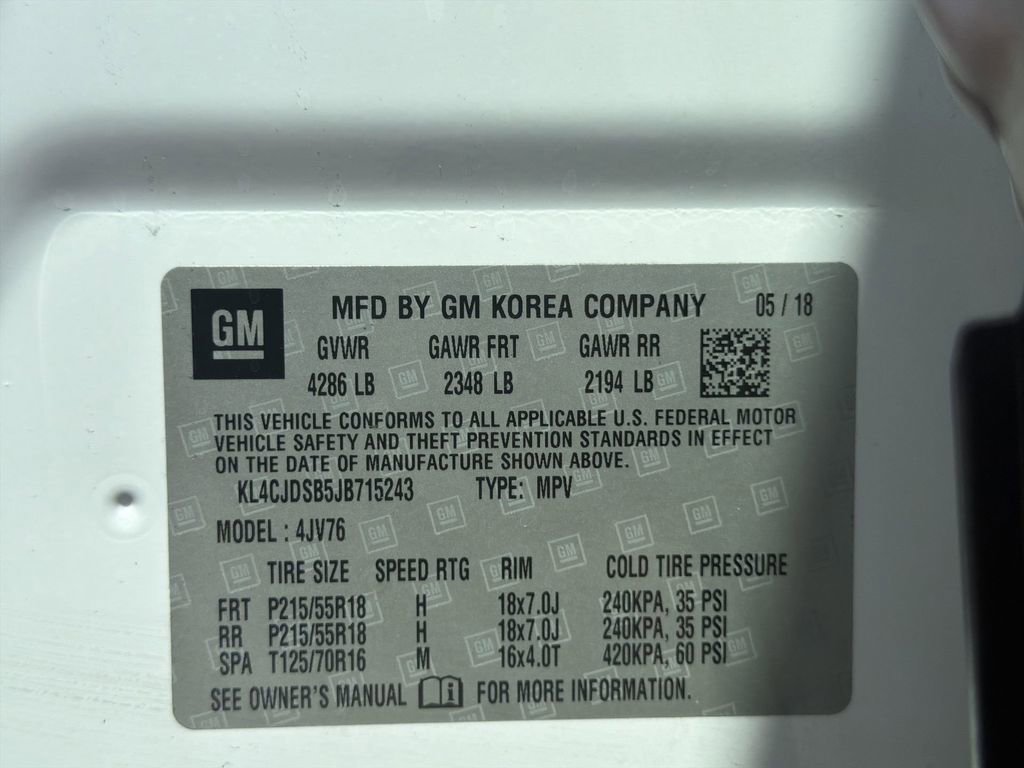 GM
MFD BY GM KOREA COMPANY 05 / 18
GVWR GAWR FRT GAWR RR
4286 LB 2348 LB 2194 LB
THIS VEHICLE CONFORMS TO ALL APPLICABLE U.S. FEDERAL MOTOR
VEHICLE SAFETY AND THEFT PREVENTION STANDARDS IN EFFECT
ON THE DATE OF MANUFACTURE SHOWN ABOVE.
KL4CJDSB5JB715243 TYPE: MPV
MODEL : 4JV76
TIRE SIZE SPEED RTG RIM COLD TIRE PRESSURE
FRT P215/55R18 H 18x7.0J 240KPA, 35 PSI
RR P215/55R18 H 18x7.0J 240KPA, 35 PSI
SPA T125/70R16 M 16x4.0T 420KPA, 60 PSI
SEE OWNER'S MANUAL i FOR MORE INFORMATION.